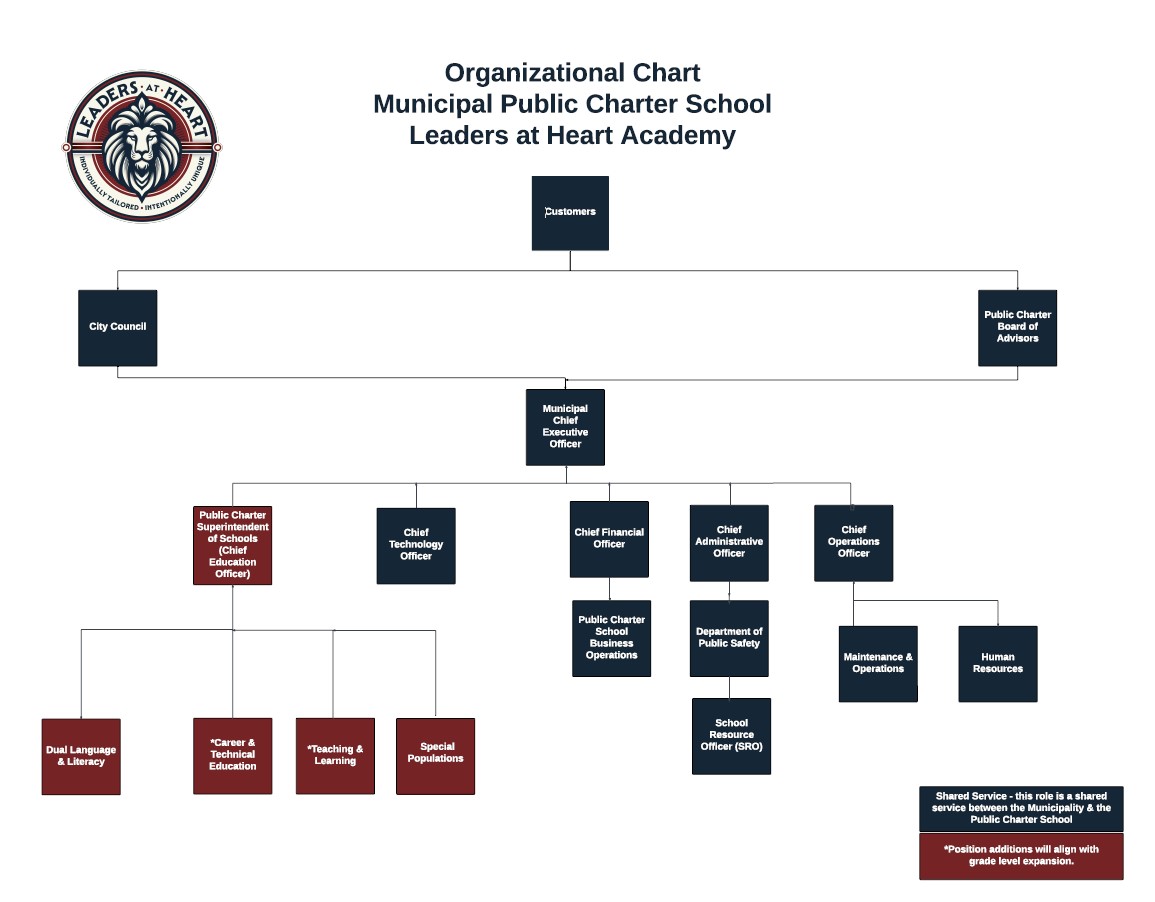 Organizational Chart
Municipal Public Charter School
Leaders at Heart Academy
LEADERS · AT · HEART
INDIVIDUALLY TAILORED • INTENTIONALLY UNIQUE
Customers
City Council
Public Charter
Board of
Advisors
Municipal
Chief
Executive
Officer
Public Charter
Superintendent
of Schools
(Chief
Education
Officer)
Chief
Technology
Officer
Chief Financial
Officer
Chief
Administrative
Officer
Chief
Operations
Officer
Public Charter
School
Business
Operations
Department of
Public Safety
Maintenance &
Operations
Human
Resources
School
Resource
Officer (SRO)
Dual Language
& Literacy
*Career &
Technical
Education
*Teaching &
Learning
Special
Populations
Shared Service - this role is a shared
service between the Municipality & the
Public Charter School
*Position additions will align with
grade level expansion.